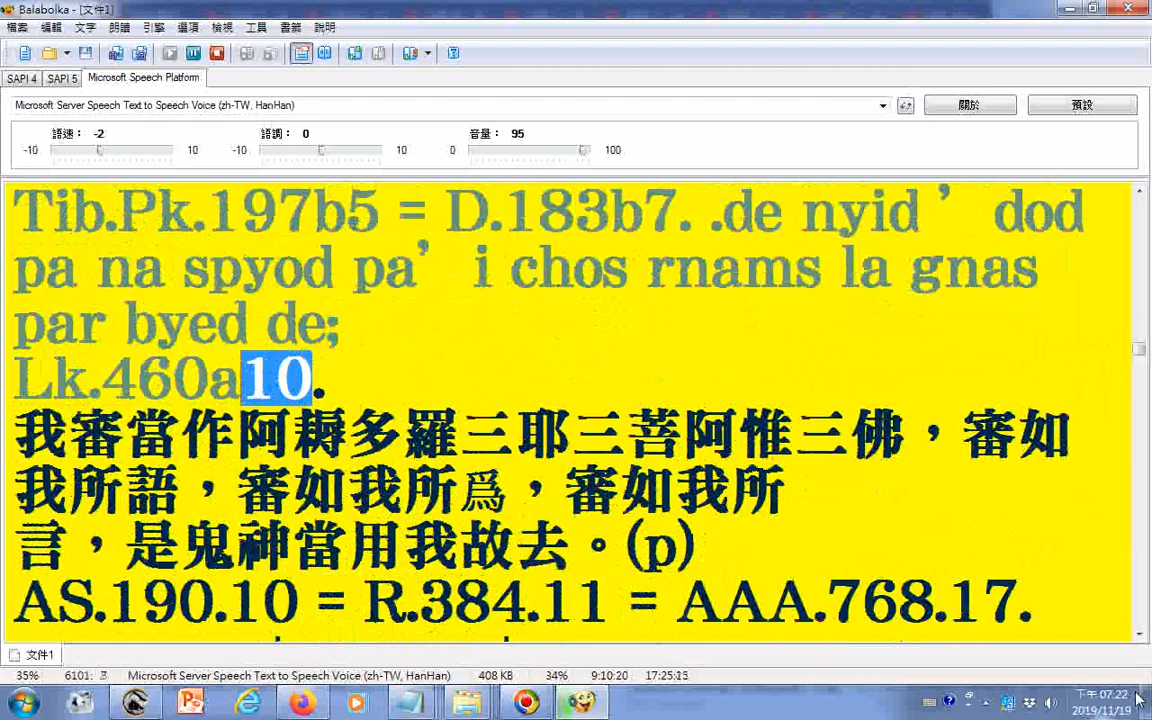 Balabolka - [文件1]
檔案 編輯 文字 朗讀 引擎 選項 檢視 工具 書籤 說明
SAPI 4 SAPI 5 Microsoft Speech Platform
Microsoft Server Speech Text to Speech Voice (zh-TW, HanHan) 關於 預設
語速： -2 語調： 0 音量： 95
-10 10 -10 10 0 100
Tib.Pk.197b5 = D.183b7. .de nyid ’ dod
pa na spyod pa’ i chos rnams la gnas
par byed de;
Lk.460a10.
我審當作阿耨多羅三耶三菩阿惟三佛，審如
我所語，審如我所爲，審如我所
言，是鬼神當用我故去。(p)
AS.190.10 = R.384.11 = AAA.768.17.
文件1
35% 6101: Microsoft Server Speech Text to Speech Voice (zh-TW, HanHan) 408 KB 34% 9:10:20 17:25:15
下午 07:22
2019/11/19